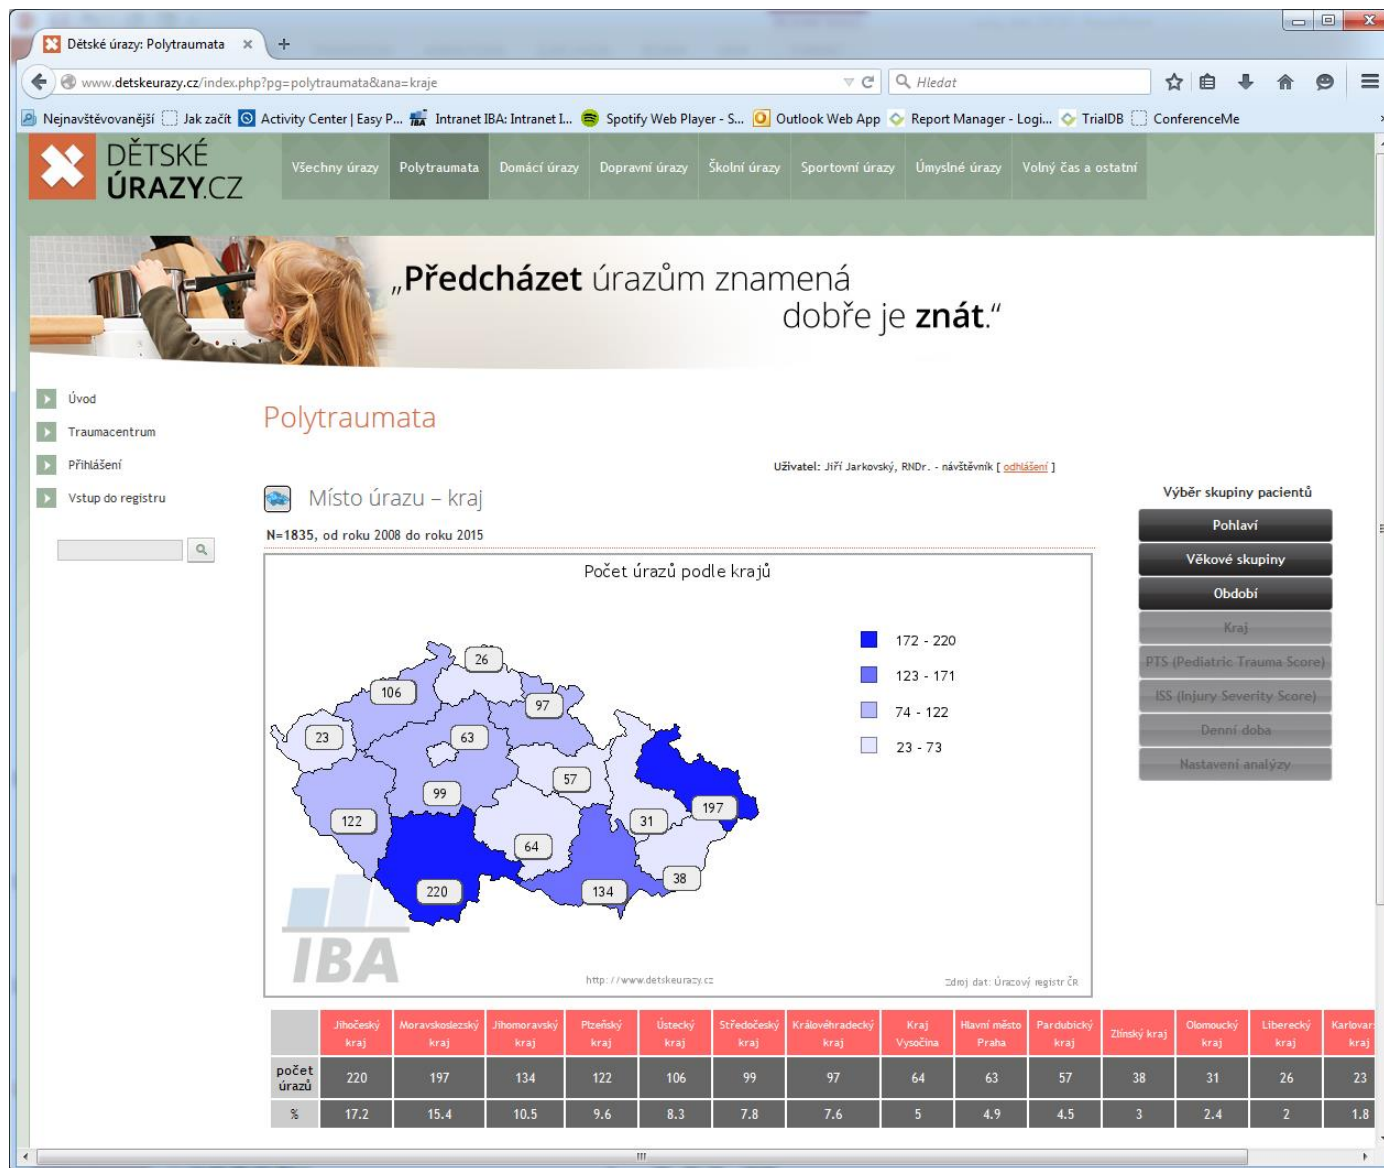 Dětské úrazy: Polytraumata
www.detskeurazy.cz/index.php?pg=polytraumata&ana=kraje
Hledat
Nejnavštěvovanější
Jak začít
Activity Center | Easy P...
Intranet IBA: Intranet I...
Spotify Web Player - S...
Outlook Web App
Report Manager - Logi...
TrialDB
ConferenceMe
DĚTSKÉ
ÚRAZY.CZ
Všechny úrazy
Polytraumata
Domácí úrazy
Dopravní úrazy
Školní úrazy
Sportovní úrazy
Úmyslné úrazy
Volný čas a ostatní
„Předcházet úrazům znamená
dobře je znát.“
Úvod
Traumacentrum
Přihlášení
Vstup do registru
Polytraumata
Uživatel: Jiří Jarkovský, RNDr. - návštěvník [ odhlášení ]
Místo úrazu – kraj
N=1835, od roku 2008 do roku 2015
Výběr skupiny pacientů
Pohlaví
Věkové skupiny
Období
Kraj
PTS (Pediatric Trauma Score)
ISS (Injury Severity Score)
Denní doba
Nastavení analýzy
Počet úrazů podle krajů
172 - 220
123 - 171
74 - 122
23 - 73
26
106
97
23
63
57
99
197
122
31
64
38
220
134
IBA
http://www.detskeurazy.cz
Zdroj dat: Úrazový registr ČR
Jihočeský kraj
Moravskoslezský kraj
Jihomoravský kraj
Plzeňský kraj
Ústecký kraj
Středočeský kraj
Královéhradecký kraj
Kraj Vysočina
Hlavní město Praha
Pardubický kraj
Zlínský kraj
Olomoucký kraj
Liberecký kraj
Karlovar kraj
počet úrazů 220 197 134 122 106 99 97 64 63 57 38 31 26 23
% 17.2 15.4 10.5 9.6 8.3 7.8 7.6 5 4.9 4.5 3 2.4 2 1.8